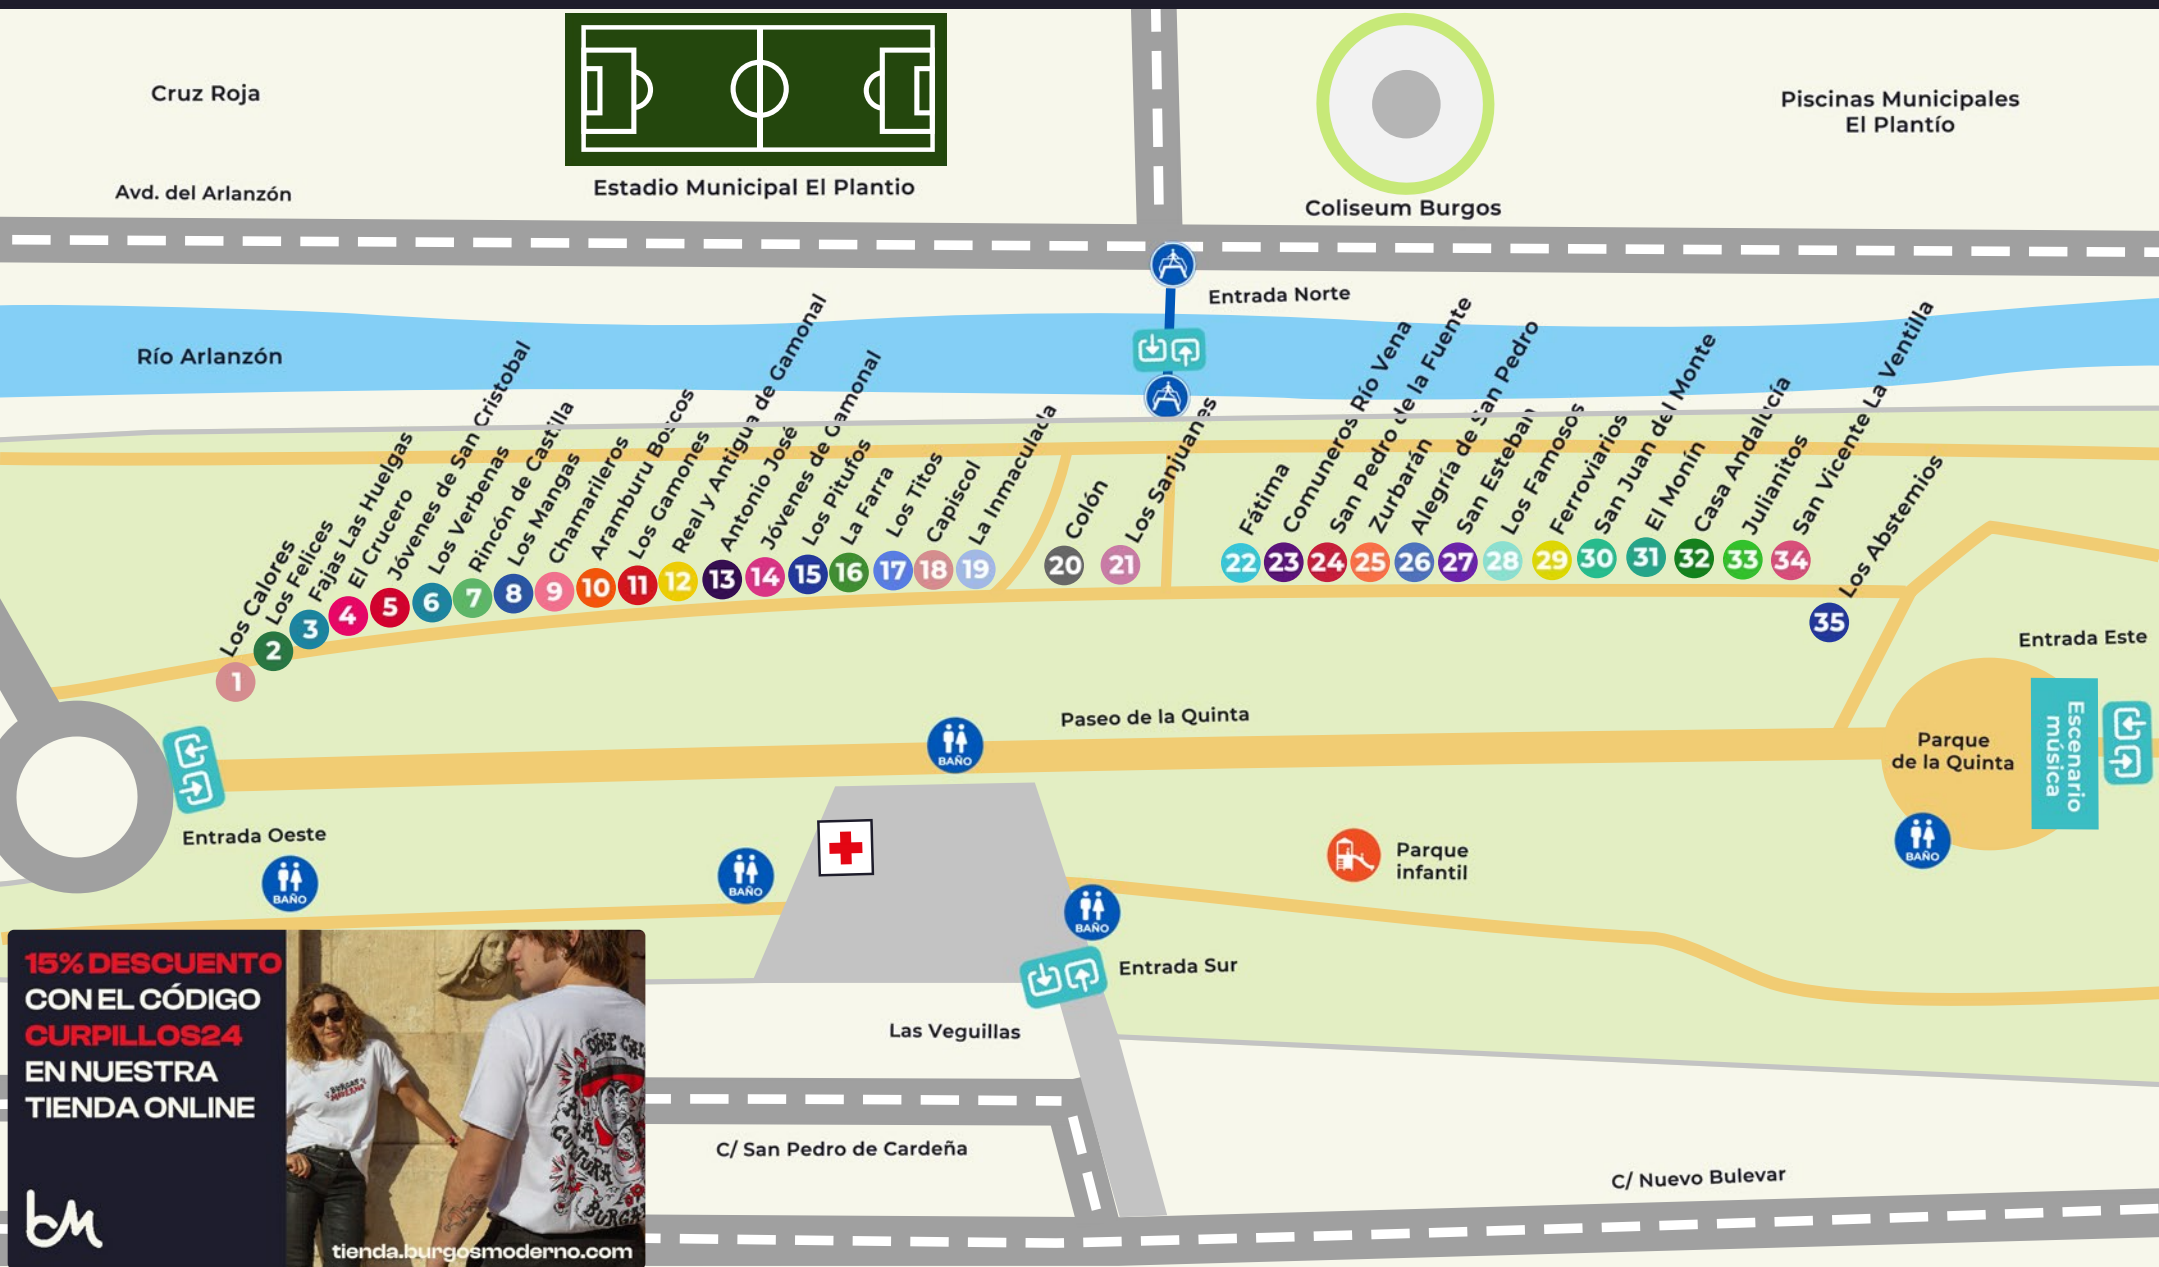 Cruz Roja
Piscinas Municipales
El Plantío
Avd. del Arlanzón
Estadio Municipal El Plantio
Coliseum Burgos
Entrada Norte
Río Arlanzón
Los Calores
Los Felices
Fajas Las Huelgas
El Crucero
Jóvenes de San Cristobal
Los Verbenas
Rincón de Castilla
Los Mangas
Chamarileros
Aramburu Boscos
Los Gamones
Real y Antigua de Gamonal
Antonio José
Jóvenes de Gamonal
Los Pitufos
La Farra
Los Titos
Capiscol
La Inmaculada
Colón
Los Sanjuanes
Fátima
Comuneros Río Vena
San Pedro de la Fuente
Zurbarán
Alegría de San Pedro
San Esteban
Los Famosos
Ferroviarios
San Juan del Monte
El Monín
Casa Andalucía
Julianitos
San Vicente La Ventilla
Los Abstemios
1
2
3
4
5
6
7
8
9
10
11
12
13
14
15
16
17
18
19
20
21
22
23
24
25
26
27
28
29
30
31
32
33
34
35
Entrada Este
Paseo de la Quinta
BAÑO
Parque
de la Quinta
Escenario
música
Entrada Oeste
BAÑO
BAÑO
BAÑO
BAÑO
Parque
infantil
Entrada Sur
Las Veguillas
C/ San Pedro de Cardeña
C/ Nuevo Bulevar
15% DESCUENTO
CON EL CÓDIGO
CURPILLOS24
EN NUESTRA
TIENDA ONLINE
bM
tienda.burgosmoderno.com